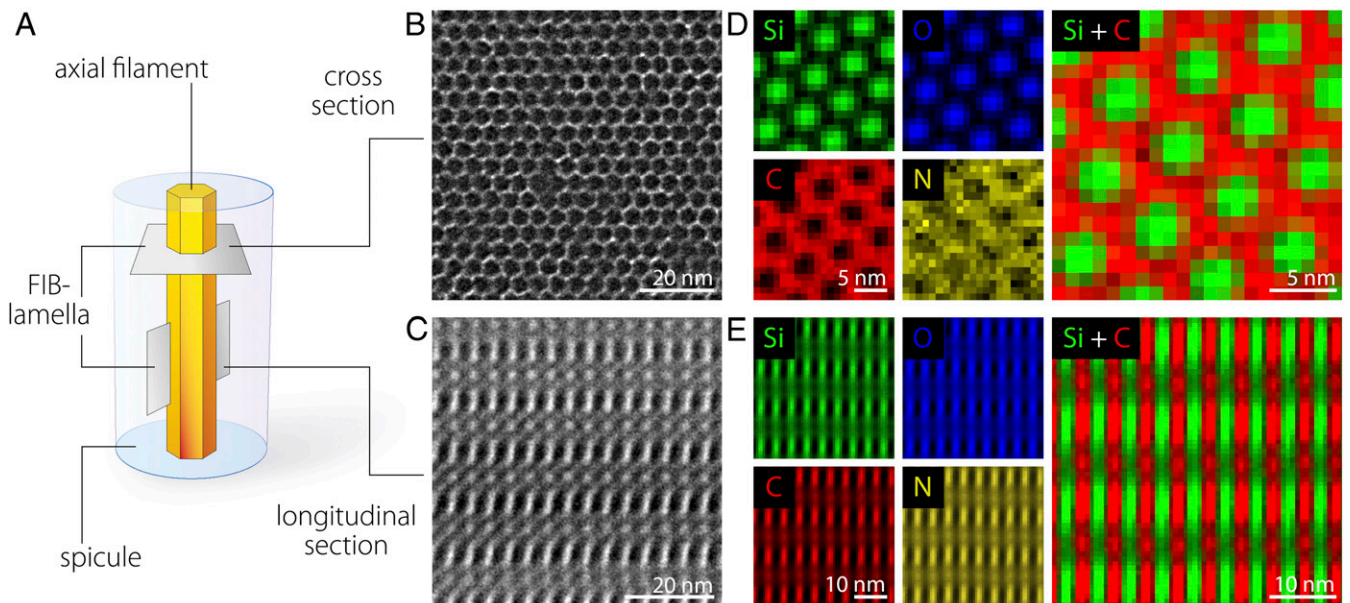 A
axial filament
cross
section
FIB-
lamella
longitudinal
section
spicule
B
20 nm
C
20 nm
D
Si
O
C
5 nm
N
Si + C
5 nm
E
Si
O
C
10 nm
N
Si + C
10 nm